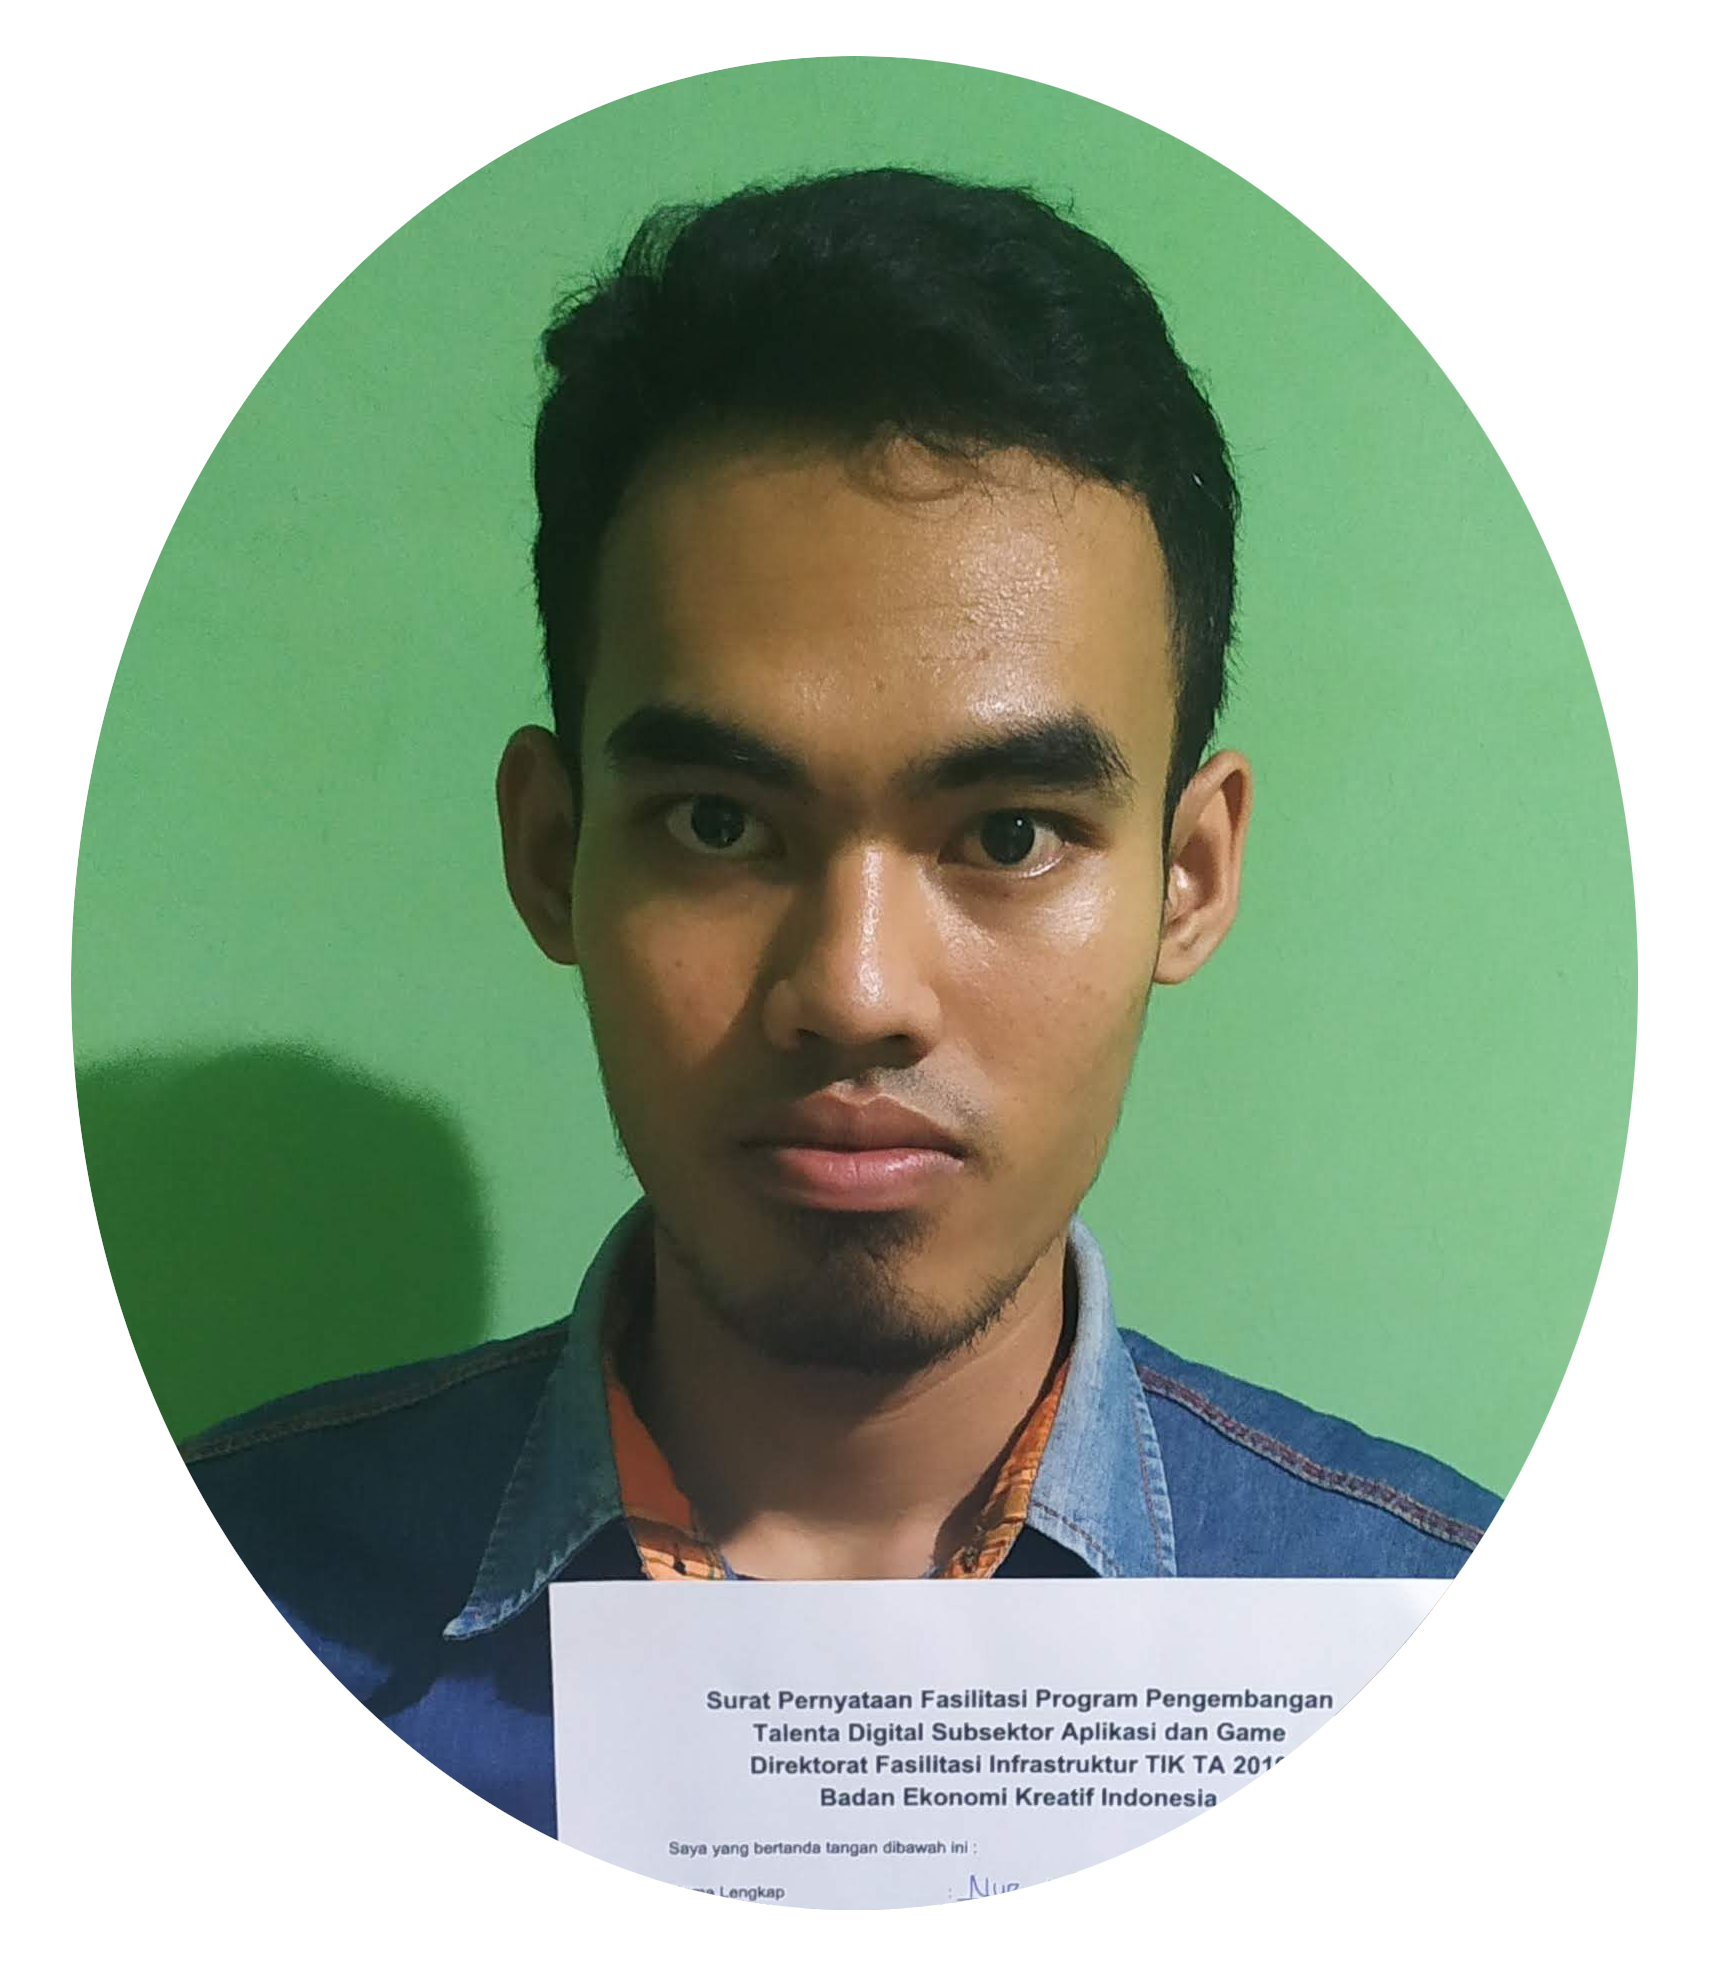 Surat Pernyataan Fasilitasi Program Pengembangan
Talenta Digital Subsektor Aplikasi dan Game
Direktorat Fasilitasi Infrastruktur TIK TA
Badan Ekonomi Kreatif Indonesia
Saya yang bertanda tangan dibawah ini :
Lengkap : Nur